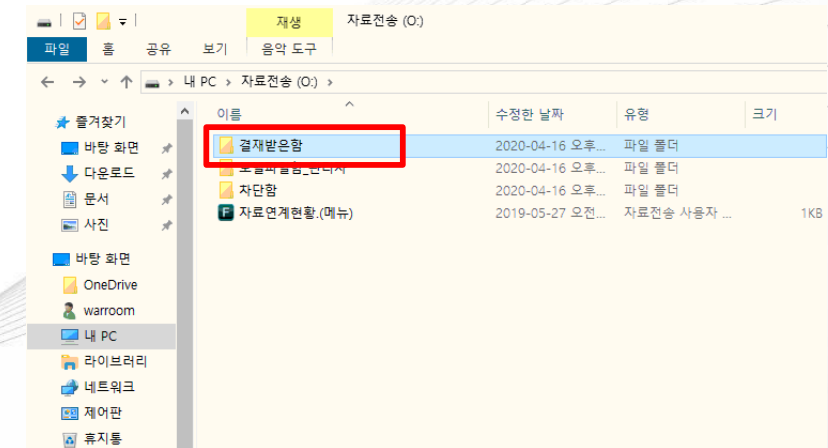 재생 자료전송 (O:)
파일 홈 공유 보기 음악 도구
내 PC > 자료전송 (O:) >
이름 수정한 날짜 유형 크기
즐겨찾기
결재받은함 2020-04-16 오후... 파일 폴더
바탕 화면
2020-04-16 오후... 파일 폴더
다운로드
차단함 2020-04-16 오후... 파일 폴더
문서
자료연계현황.(메뉴) 2019-05-27 오전... 자료전송 사용자 ... 1KB
사진
바탕 화면
OneDrive
warroom
내 PC
라이브러리
네트워크
제어판
휴지통